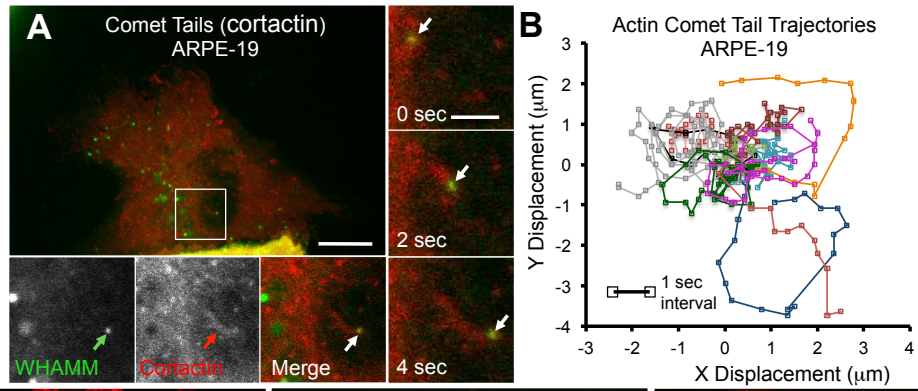 A
Comet Tails (cortactin)
ARPE-19
0 sec
2 sec
4 sec
WHAMM
Cortactin
Merge
B
Actin Comet Tail Trajectories
ARPE-19
Y Displacement (μm)
3
2
1
0
-1
-2
-3
-4
1 sec
interval
-3 -2 -1 0 1 2 3 4
X Displacement (μm)